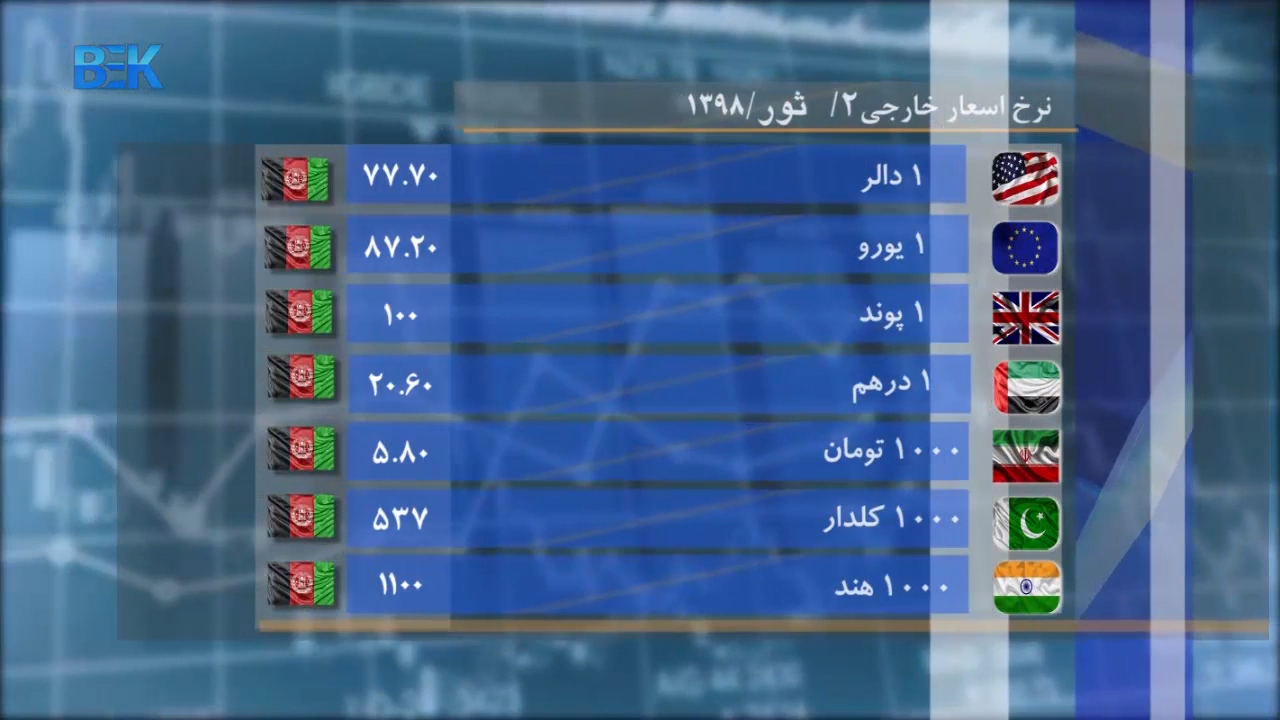 BEK
نرخ اسعار خارجی ۲/ ثور/۱۳۹۸
۱ دالر ۷۷.۷۰
۱ یورو ۸۷.۲۰
۱ پوند ۱۰۰
۱ درهم ۲۰.۶۰
۱۰۰۰ تومان ۵.۸۰
۱۰۰۰ کلدار ۵۳۷
۱۰۰۰ هند ۱۱۰۰